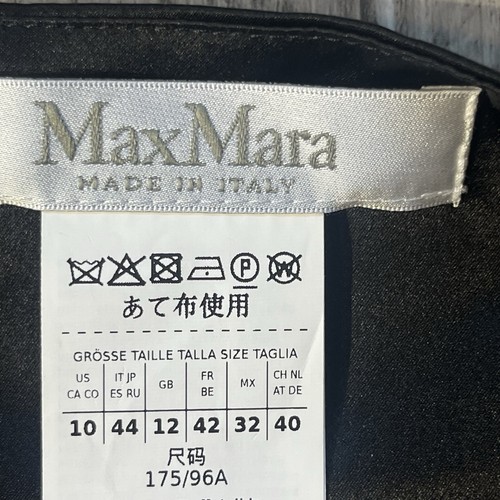 MaxMara
MADE IN ITALY
P W
あて布使用
GRÖSSE TAILLE TALLA SIZE TAGLIA
US IT JP GB FR MX CH NL
CA CO ES RU BE AT DE
10 44 12 42 32 40
尺码
175/96A